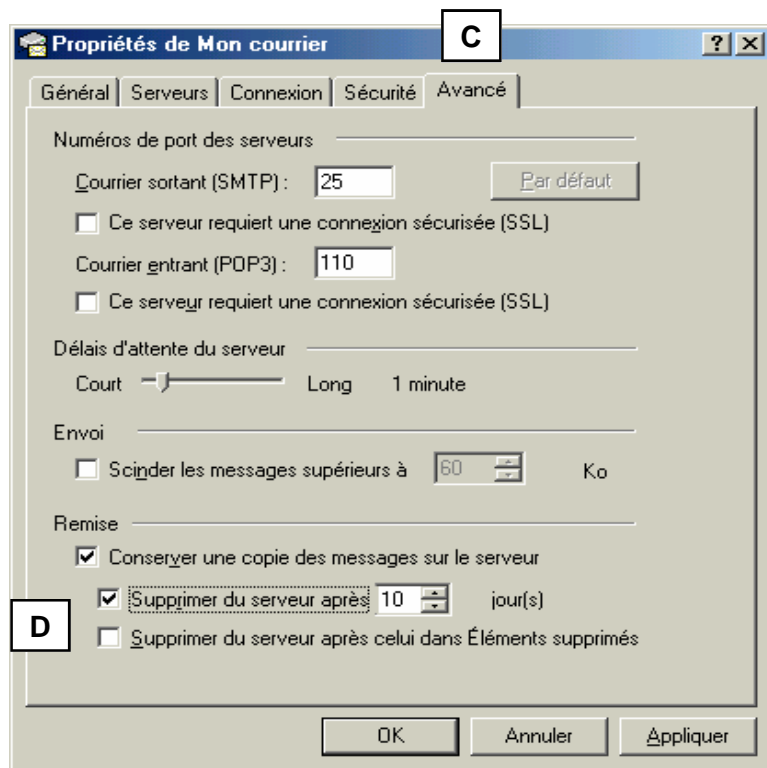 C
Propriétés de Mon courrier
Général Serveurs Connexion Sécurité Avancé
Numéros de port des serveurs
Courrier sortant (SMTP) : 25 Par défaut
Ce serveur requiert une connexion sécurisée (SSL)
Courrier entrant (POP3) : 110
Ce serveur requiert une connexion sécurisée (SSL)
Délais d'attente du serveur
Court Long 1 minute
Envoi
Scinder les messages supérieurs à 60 Ko
Remise
Conserver une copie des messages sur le serveur
Supprimer du serveur après 10 jour(s)
D
Supprimer du serveur après celui dans Éléments supprimés
OK Annuler Appliquer